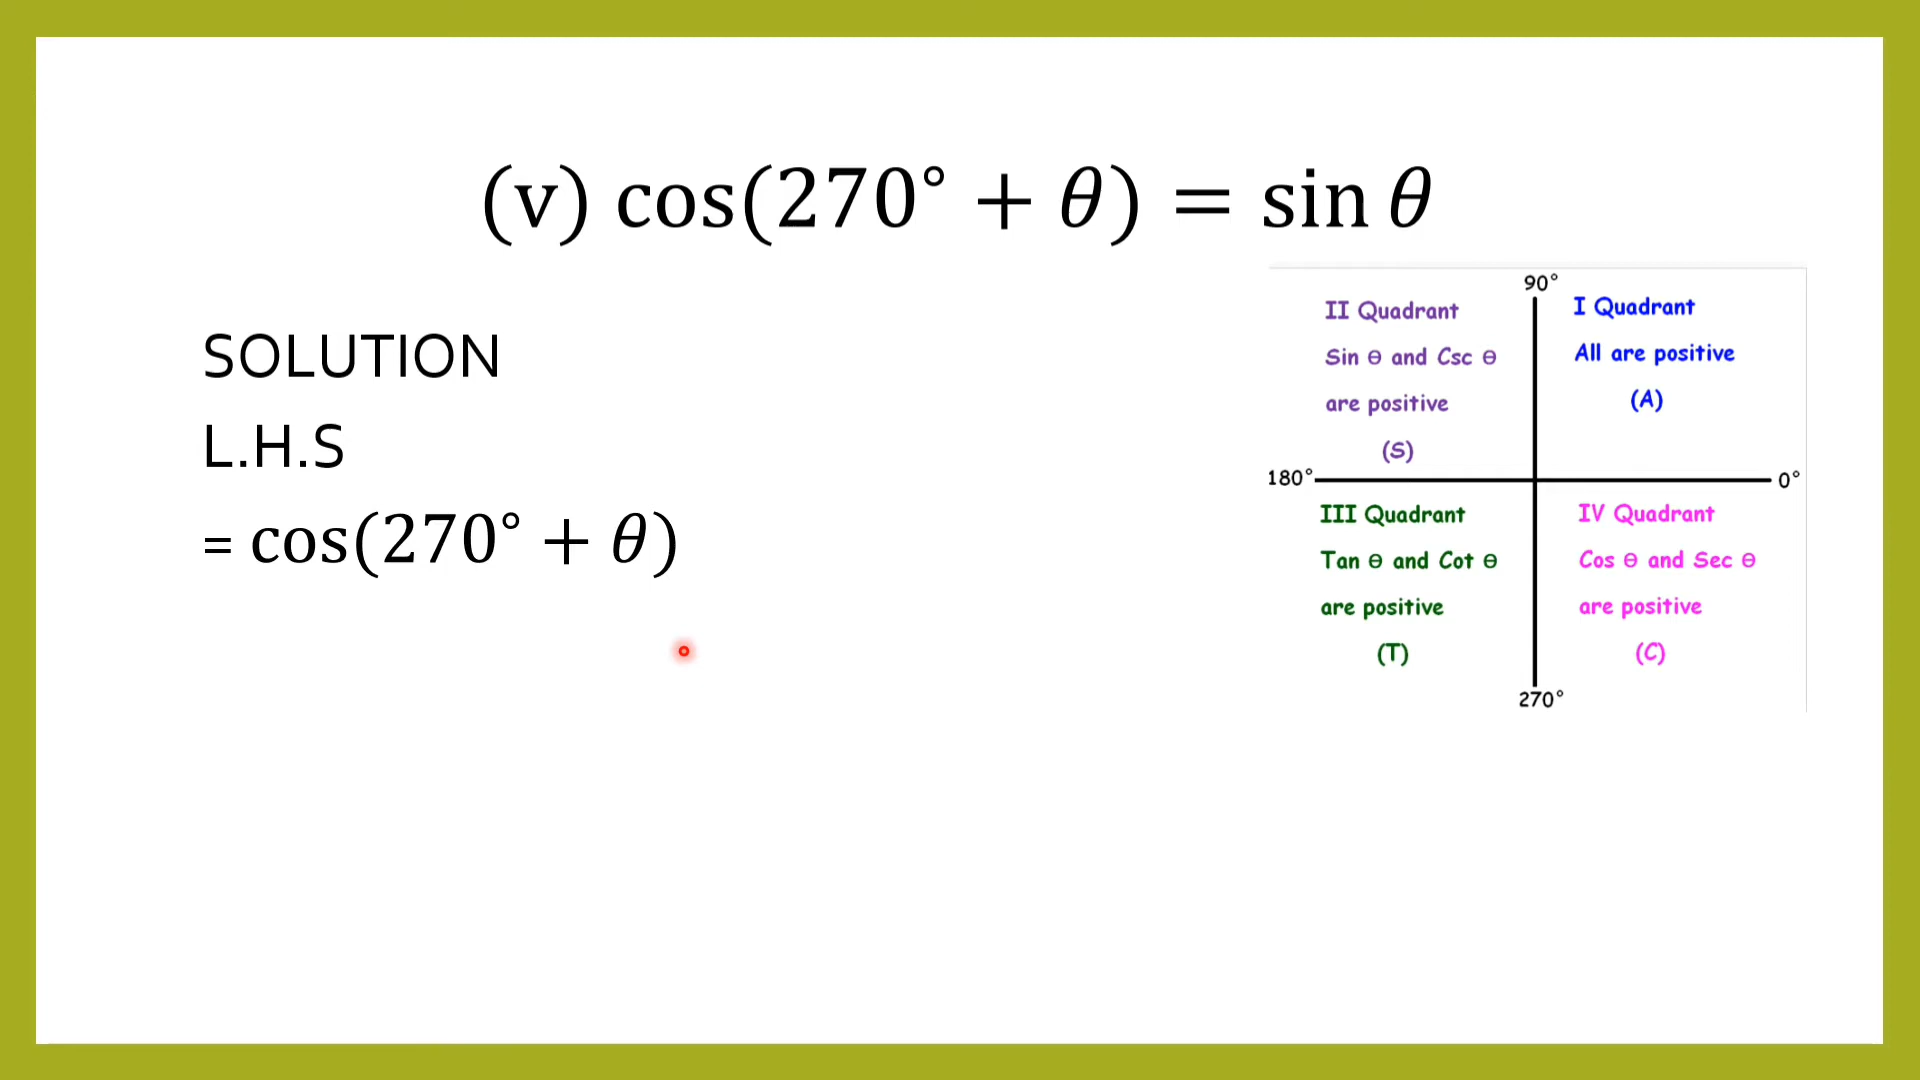 (v) cos(270° + θ) = sin θ
SOLUTION
L.H.S
= cos(270° + θ)
90°
II Quadrant
Sin θ and Csc θ
are positive
(S)
I Quadrant
All are positive
(A)
180°
0°
III Quadrant
Tan θ and Cot θ
are positive
(T)
IV Quadrant
Cos θ and Sec θ
are positive
(C)
270°